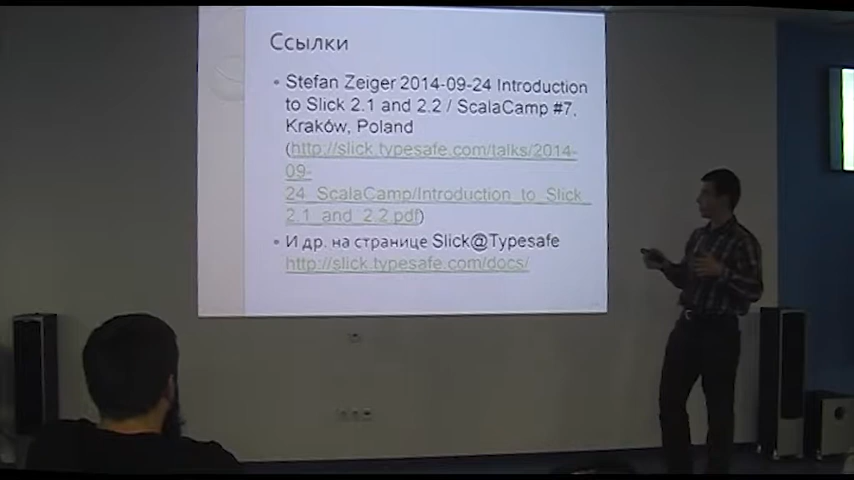 Ссылки
• Stefan Zeiger 2014-09-24 Introduction
to Slick 2.1 and 2.2 / ScalaCamp #7,
Kraków, Poland
(http://slick.typesafe.com/talks/2014-
09-
24_ScalaCamp/Introduction_to_Slick_
2.1_and_2.2.pdf)
• И др. на странице Slick@Typesafe
http://slick.typesafe.com/docs/